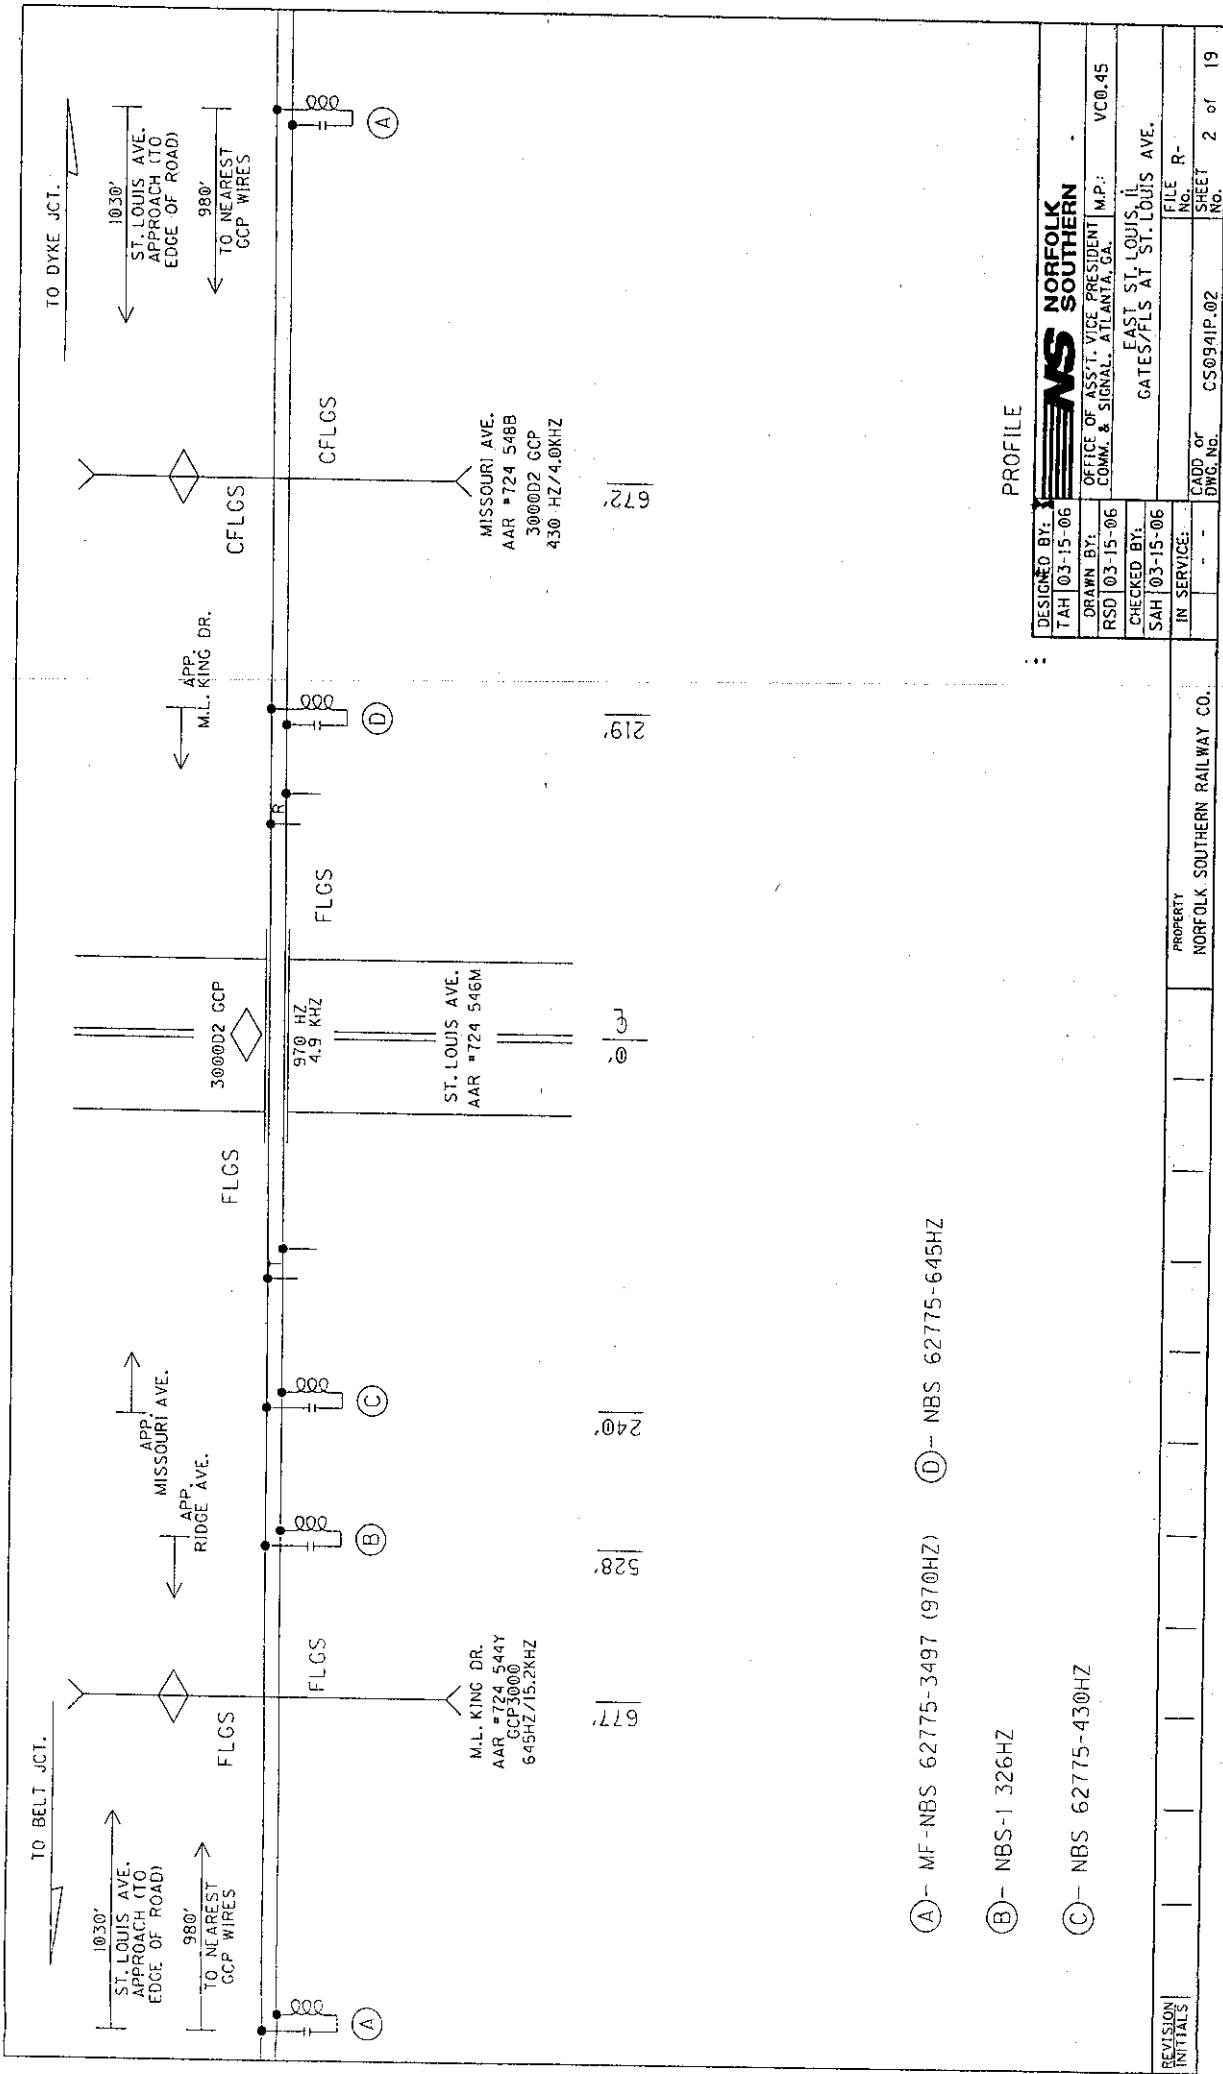 TO BELT JCT.
TO DYKE JCT.
1030'
ST. LOUIS AVE.
APPROACH (TO
EDGE OF ROAD)
980'
TO NEAREST
GCP WIRES
APP.
MISSOURI AVE.
APP.
RIDGE AVE.
APP.
M.L. KING DR.
1030'
ST. LOUIS AVE.
APPROACH (TO
EDGE OF ROAD)
980'
TO NEAREST
GCP WIRES
FLGS
FLGS
3000D2 GCP
CFLGS
A
FLGS
B
C
970 HZ
4.9 KHZ
FLGS
R
D
CFLGS
A
M.L. KING DR.
AAR #724 544Y
GCP3000
645HZ/15.2KHZ
ST. LOUIS AVE.
AAR #724 546M
MISSOURI AVE.
AAR #724 548B
3000D2 GCP
430 HZ/4.0KHZ
677'
528'
240'
0'
219'
672'
A - MF-NBS 62775-3497 (970HZ)
D - NBS 62775-645HZ
B - NBS-1 326HZ
C - NBS 62775-430HZ
PROFILE
DESIGNED BY:
TAH 03-15-06
DRAWN BY:
RSD 03-15-06
CHECKED BY:
SAH 03-15-06
IN SERVICE:
- -
NS NORFOLK
SOUTHERN
OFFICE OF ASS'T. VICE PRESIDENT
COMM. & SIGNAL, ATLANTA, GA.
M.P.: VC0.45
EAST ST. LOUIS, IL
GATES/FLS AT ST. LOUIS AVE.
FILE No. R-
CADD or DWG. No. CS0941P.02
SHEET No. 2 of 19
REVISION
INITIALS
PROPERTY
NORFOLK SOUTHERN RAILWAY CO.